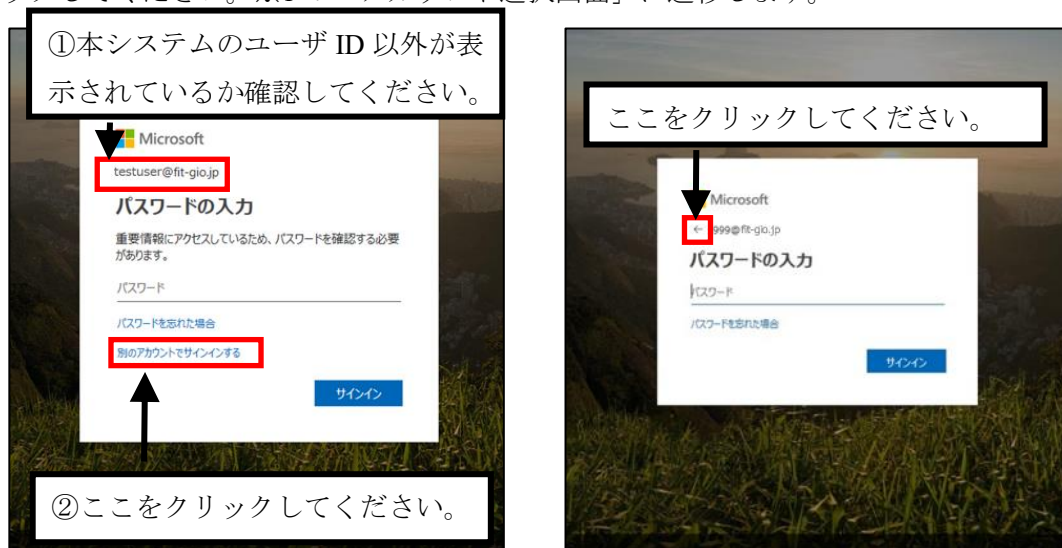 ①本システムのユーザ ID 以外が表
示されているか確認してください。
Microsoft
testuser@fit-gio.jp
パスワードの入力
重要情報にアクセスしているため、パスワードを確認する必要
があります。
パスワード
パスワードを忘れた場合
別のアカウントでサインインする
サインイン
②ここをクリックしてください。
ここをクリックしてください。
Microsoft
← 999@fit-gio.jp
パスワードの入力
パスワード
パスワードを忘れた場合
サインイン